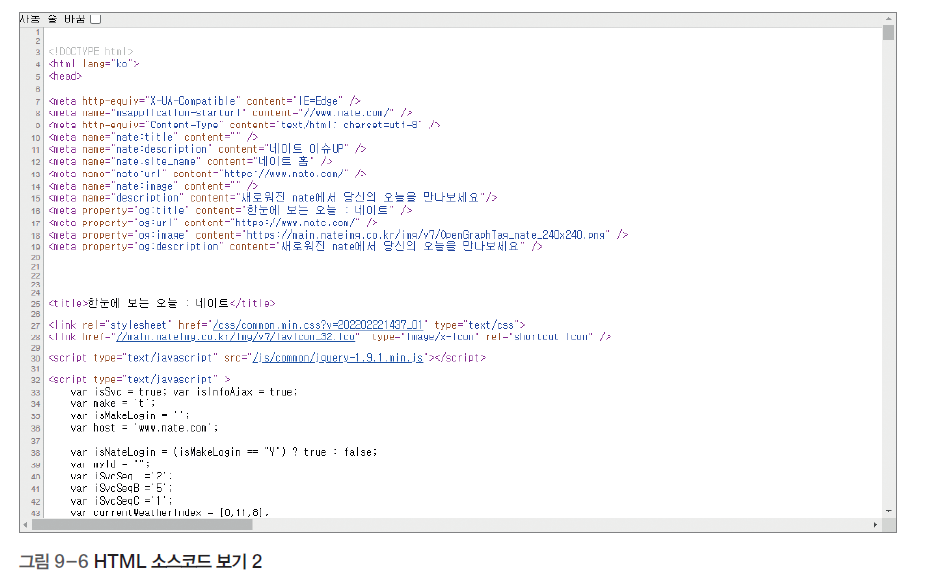 자동 줄 바꿈
1
2
3 <!DOCTYPE html>
4 <html lang="ko">
5 <head>
6
7 <meta http-equiv="X-UA-Compatible" content="IE=Edge" />
8 <meta name="msapplication-starturl" content="//www.nate.com/" />
9 <meta http-equiv="Content-Type" content="text/html; charset=utf-8" />
10 <meta name="nate:title" content="" />
11 <meta name="nate:description" content="네이트 이슈UP" />
12 <meta name="nate:site_name" content="네이트 홈" />
13 <meta name="nate:url" content="https://www.nate.com/" />
14 <meta name="nate:image" content="" />
15 <meta name="description" content="새로워진 nate에서 당신의 오늘을 만나보세요"/>
16 <meta property="og:title" content="한눈에 보는 오늘 : 네이트" />
17 <meta property="og:url" content="https://www.nate.com/" />
18 <meta property="og:image" content="https://main.nateimg.co.kr/img/v7/OpenGraphTag_nate_240x240.png" />
19 <meta property="og:description" content="새로워진 nate에서 당신의 오늘을 만나보세요" />
20
21
22
23
24
25 <title>한눈에 보는 오늘 : 네이트</title>
26
27 <link rel="stylesheet" href="/css/common.min.css?v=202202221437_01" type="text/css">
28 <link href="//main.nateimg.co.kr/img/v7/favicon_32.ico" type="image/x-icon" rel="shortcut icon" />
29
30 <script type="text/javascript" src="/js/common/jquery-1.9.1.min.js"></script>
31
32 <script type="text/javascript" >
33 var isSvc = true; var isInfoAjax = true;
34 var make = 't';
35 var isMakeLogin = '';
36 var host = 'www.nate.com';
37
38 var isNateLogin = (isMakeLogin == "Y") ? true : false;
39 var myId = "";
40 var iSvcSeq ='2';
41 var iSvcSeqB ='5';
42 var iSvcSeqC ='1';
43 var currentWeatherIndex = [0,11,8],
그림 9-6 HTML 소스코드 보기 2